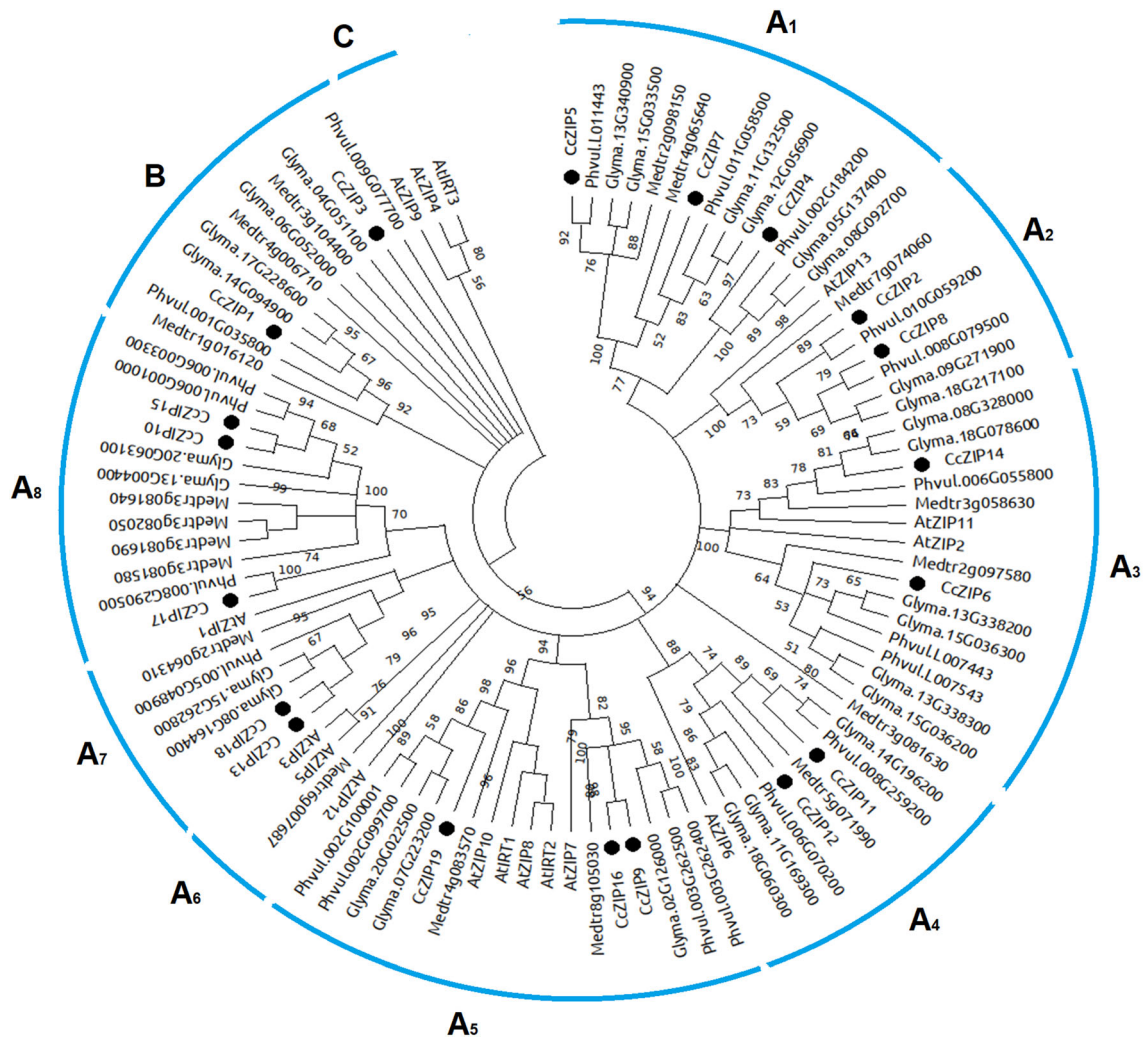 A1
A2
A3
A4
A5
A6
A7
A8
B
C
CcZIP5
Phvul.L011443
Glyma.13G340900
Glyma.15G033500
Medtr2g098150
Medtr4g065640
CcZIP7
Phvul.011G058500
Glyma.11G132500
Glyma.12G056900
CcZIP4
Phvul.002G184200
Glyma.05G137400
Glyma.08G092700
AtZIP13
Medtr7g074060
CcZIP2
Phvul.010G059200
CcZIP8
Phvul.008G079500
Glyma.09G271900
Glyma.18G217100
Glyma.08G328000
Glyma.18G078600
CcZIP14
Phvul.006G055800
Medtr3g058630
AtZIP11
AtZIP2
Medtr2g097580
CcZIP6
Glyma.13G338200
Glyma.15G036300
Phvul.L007443
Phvul.L007543
Glyma.13G338300
Glyma.15G036200
Medtr3g081630
Glyma.14G196200
Phvul.008G259200
CcZIP11
Medtr5g071990
CcZIP12
Phvul.006G070200
Glyma.11G169300
Glyma.18G060300
AtZIP6
Phvul.003G262400
Phvul.003G262500
Glyma.02G126000
CcZIP9
CcZIP16
Medtr8g105030
AtZIP7
AtIRT2
AtZIP8
AtIRT1
AtZIP10
Medtr4g083570
CcZIP19
Glyma.07G223200
Glyma.20G022500
Phvul.002G099700
Phvul.002G100001
AtZIP12
Medtr6g007687
AtZIP5
AtZIP3
CcZIP13
CcZIP18
Glyma.08G164400
Glyma.15G262800
Phvul.005G048900
Medtr2g064310
AtZIP1
CcZIP17
Phvul.008G290500
Medtr3g081580
Medtr3g081690
Medtr3g082050
Medtr3g081640
Glyma.13G004400
Glyma.20G063100
CcZIP10
CcZIP15
Phvul.006G001000
Phvul.006G003300
Medtr1g016120
Phvul.001G035800
CcZIP1
Glyma.14G094900
Glyma.17G228600
Medtr4g006710
Glyma.06G052000
Medtr3g104400
Glyma.04G051100
CcZIP3
Phvul.009G077700
AtZIP9
AtZIP4
AtIRT3
92
88
76
100
97
63
83
52
98
89
100
77
89
79
69
59
73
100
81
78
83
73
100
65
73
64
53
51
80
94
88
74
89
69
74
79
86
83
94
82
79
100
95
58
100
98
96
98
86
58
89
96
100
91
76
79
96
95
56
67
95
100
74
70
100
99
52
68
94
92
96
67
95
56
80